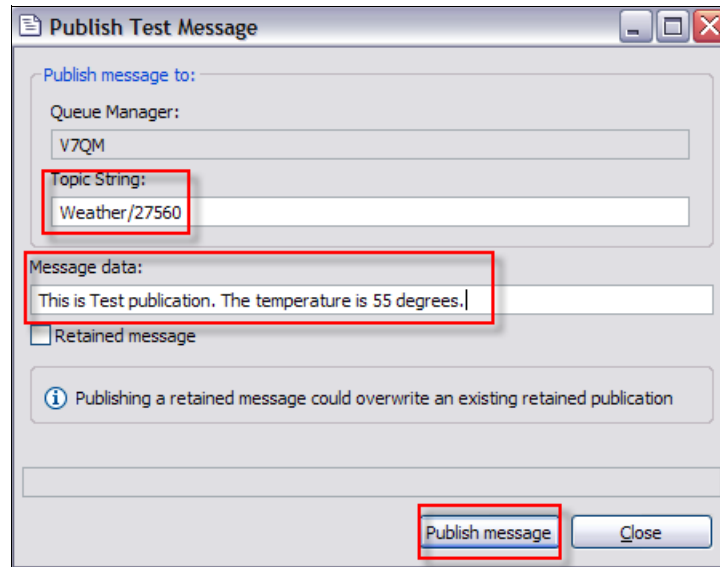 Publish Test Message
Publish message to:
Queue Manager:
V7QM
Topic String:
Weather/27560
Message data:
This is Test publication. The temperature is 55 degrees.
Retained message
Publishing a retained message could overwrite an existing retained publication
Publish message
Close